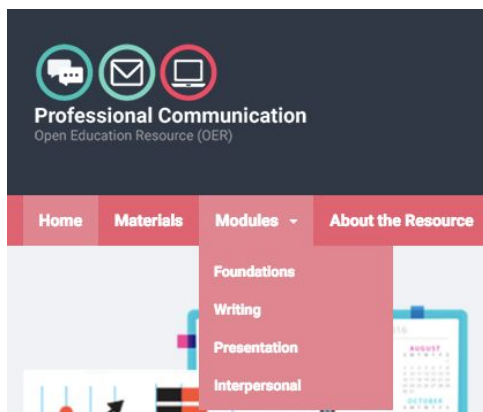 Professional Communication
Open Education Resource (OER)
Home Materials Modules About the Resource
Foundations
Writing
Presentation
Interpersonal
AUGUST
OCTOBER